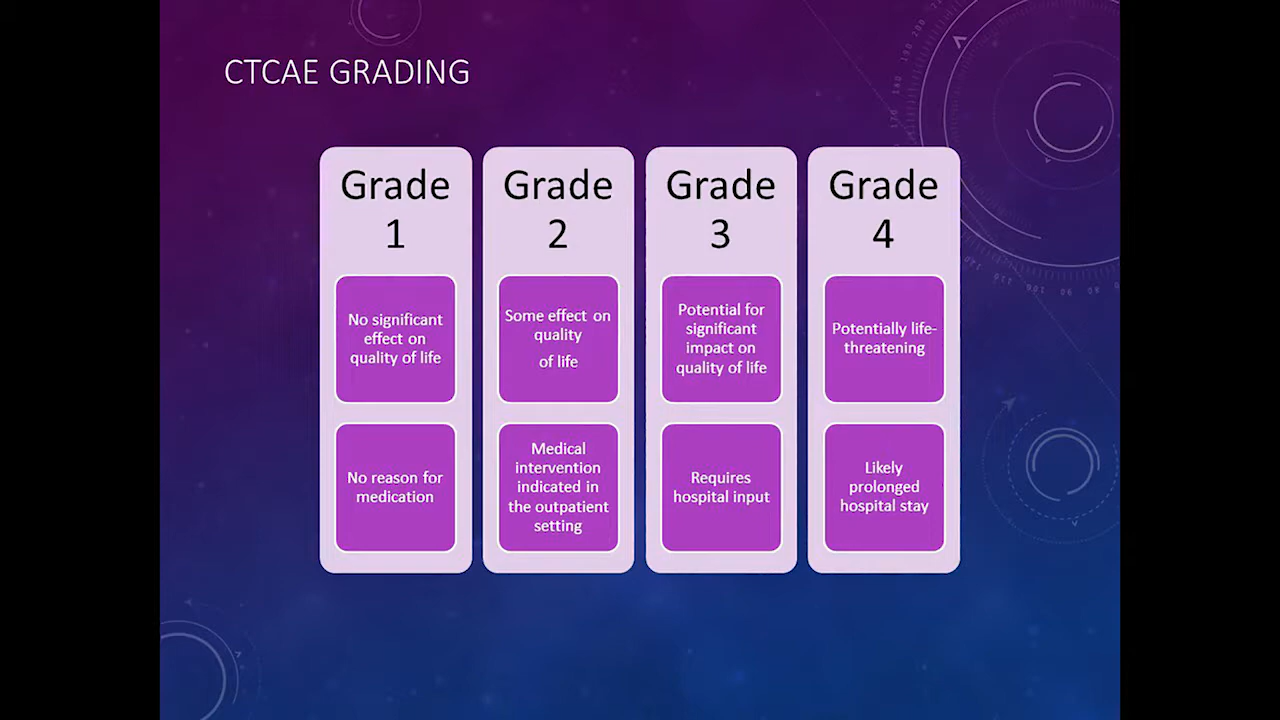 CTCAE GRADING
Grade
1
No significant
effect on
quality of life
No reason for
medication
Grade
2
Some effect on
quality
of life
Medical
intervention
indicated in
the outpatient
setting
Grade
3
Potential for
significant
impact on
quality of life
Requires
hospital input
Grade
4
Potentially life-
threatening
Likely
prolonged
hospital stay